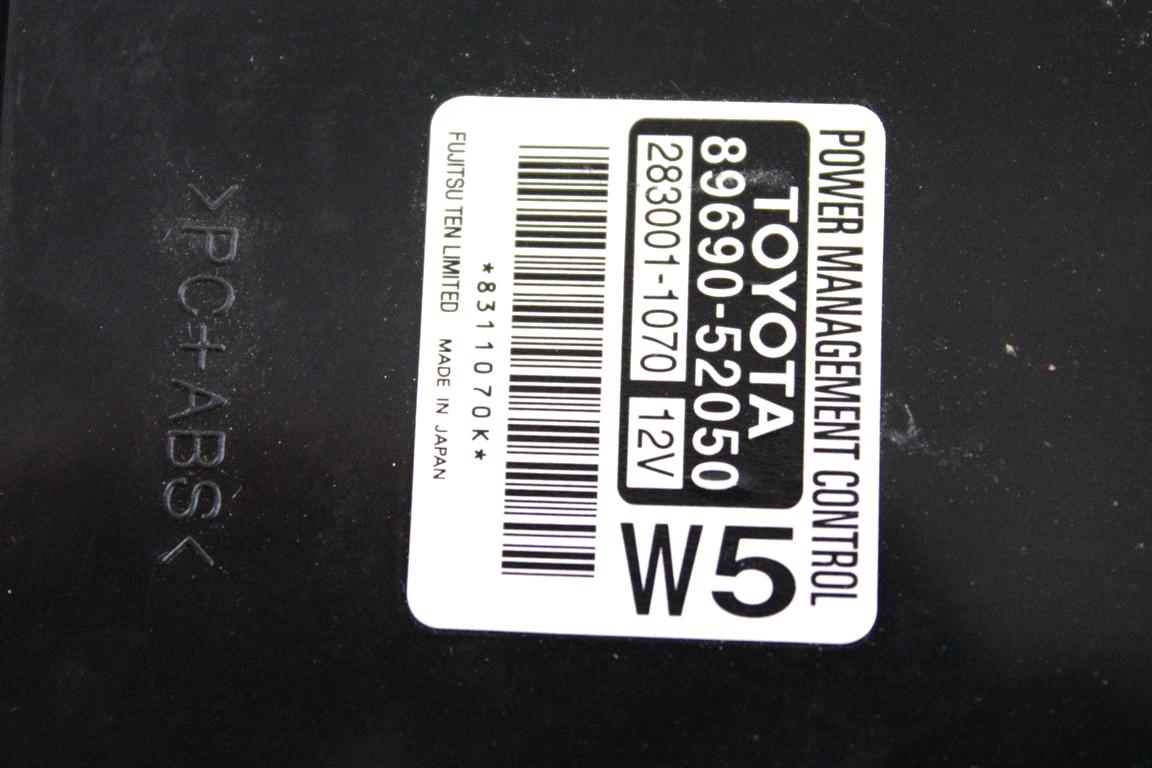 POWER MANAGEMENT CONTROL
TOYOTA
89690-52050
283001-1070 12V
W5
*8311070K*
FUJITSU TEN LIMITED MADE IN JAPAN
>PC+ABS<